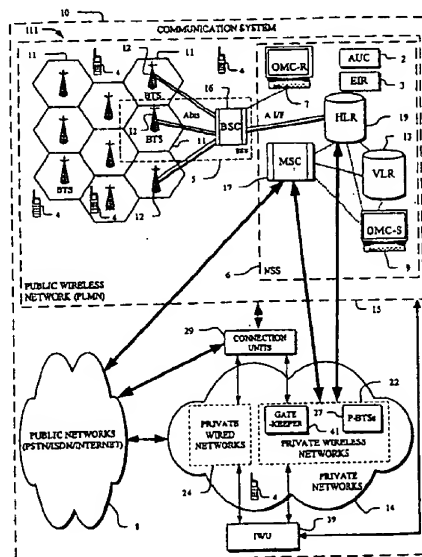 10
COMMUNICATION SYSTEM
111
11
12
11
4
4
BTS
16
OMC-R
AUC
2
EIR
3
7
Abis
A I/F
HLR
BTS
BSC
19
13
12
11
BSS
MSC
VLR
BTS
5
17
4
4
12
OMC-S
6
NSS
9
PUBLIC WIRELESS
NETWORK (PLMN)
15
29
CONNECTION
UNITS
22
GATE
-KEEPER
27
P-BTSs
41
PUBLIC NETWORKS
(PSTN/ISDN/INTERNET)
PRIVATE
WIRED
NETWORKS
PRIVATE WIRELESS
NETWORKS
4
PRIVATE
NETWORKS
24
14
8
IWU
39